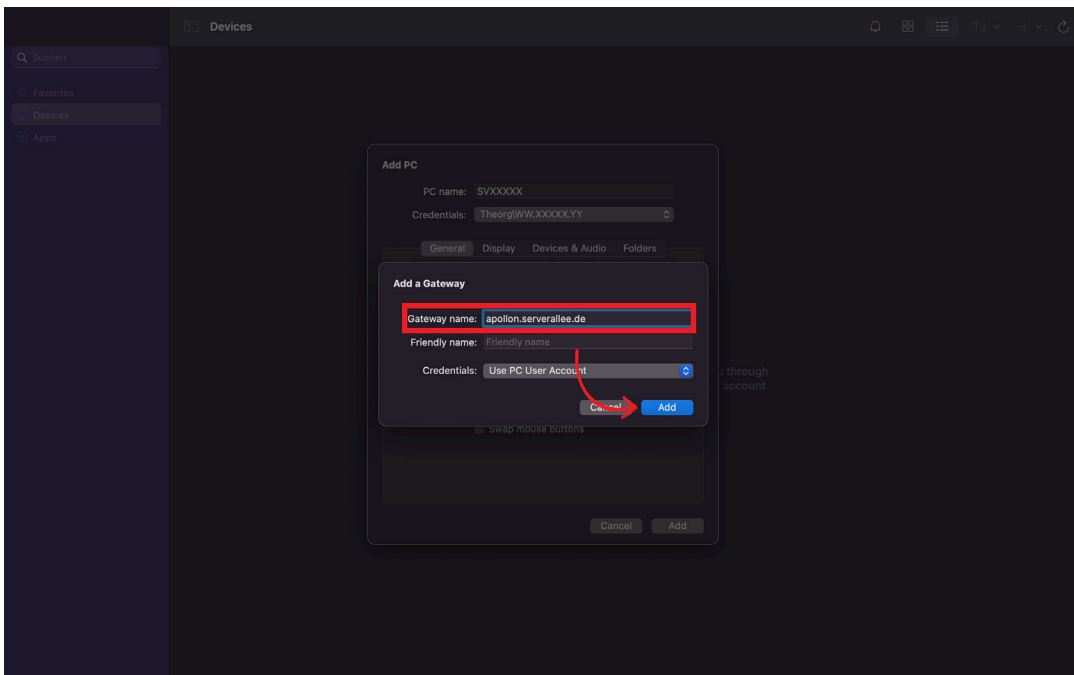 Devices
Suchen
Favorites
Devices
Apps
Add PC
PC name: SVXXXXX
Credentials: Theorg\WW.XXXXX.YY
General Display Devices & Audio Folders
Add a Gateway
Gateway name: apollon.serverallee.de
Friendly name: Friendly name
Credentials: Use PC User Account
through
account
Cancel Add
Swap mouse buttons
Cancel Add